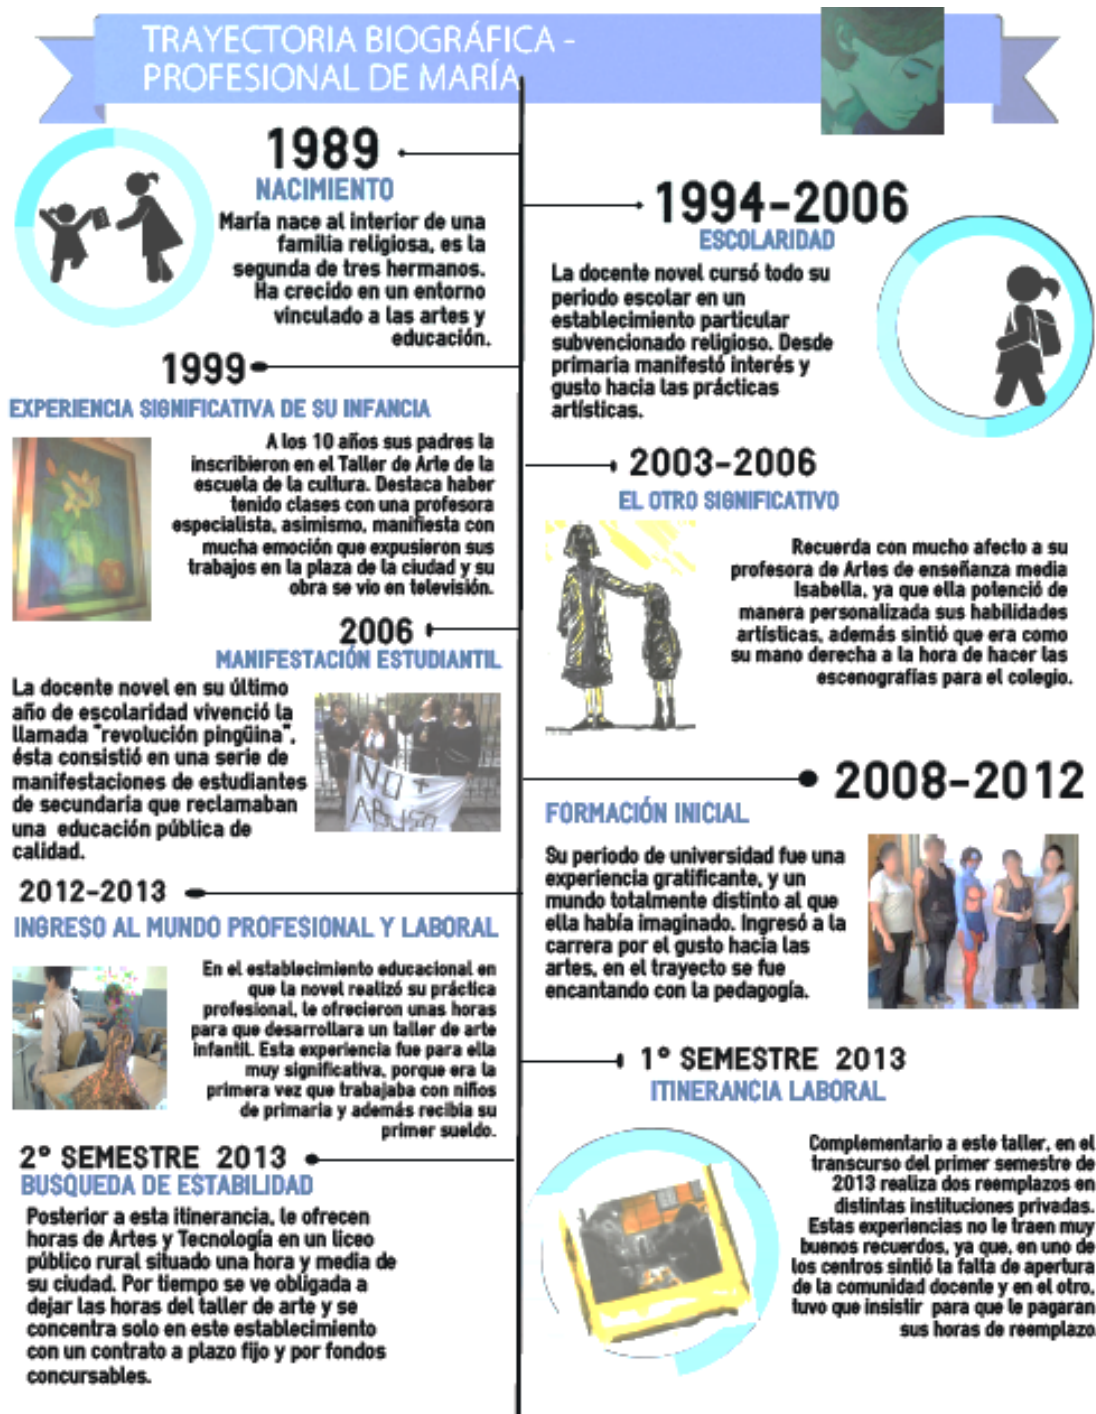 TRAYECTORIA BIOGRÁFICA -
PROFESIONAL DE MARÍA
1989
NACIMIENTO
María nace al interior de una
familia religiosa, es la
segunda de tres hermanos.
Ha crecido en un entorno
vinculado a las artes y
educación.
1994-2006
ESCOLARIDAD
La docente novel cursó todo su
periodo escolar en un
establecimiento particular
subvencionado religioso. Desde
primaria manifestó interés y
gusto hacia las prácticas
artísticas.
1999
EXPERIENCIA SIGNIFICATIVA DE SU INFANCIA
A los 10 años sus padres la
inscribieron en el Taller de Arte de la
escuela de la cultura. Destaca haber
tenido clases con una profesora
especialista, asimismo, manifiesta con
mucha emoción que expusieron sus
trabajos en la plaza de la ciudad y su
obra se vio en televisión.
2003-2006
EL OTRO SIGNIFICATIVO
Recuerda con mucho afecto a su
profesora de Artes de enseñanza media
Isabella, ya que ella potenció de
manera personalizada sus habilidades
artísticas, además sintió que era como
su mano derecha a la hora de hacer las
escenografías para el colegio.
2006
MANIFESTACIÓN ESTUDIANTIL
La docente novel en su último
año de escolaridad vivenció la
llamada "revolución pingüina",
ésta consistió en una serie de
manifestaciones de estudiantes
de secundaria que reclamaban
una educación pública de
calidad.
NO +
ABUSO
2008-2012
FORMACIÓN INICIAL
Su periodo de universidad fue una
experiencia gratificante, y un
mundo totalmente distinto al que
ella había imaginado. Ingresó a la
carrera por el gusto hacia las
artes, en el trayecto se fue
encantando con la pedagogía.
2012-2013
INGRESO AL MUNDO PROFESIONAL Y LABORAL
En el establecimiento educacional en
que la novel realizó su práctica
profesional, le ofrecieron unas horas
para que desarrollara un taller de arte
infantil. Esta experiencia fue para ella
muy significativa, porque era la
primera vez que trabajaba con niños
de primaria y además recibía su
primer sueldo.
1° SEMESTRE 2013
ITINERANCIA LABORAL
Complementario a este taller, en el
transcurso del primer semestre de
2013 realiza dos reemplazos en
distintas instituciones privadas.
Estas experiencias no le traen muy
buenos recuerdos, ya que, en uno de
los centros sintió la falta de apertura
de la comunidad docente y en el otro,
tuvo que insistir para que le pagaran
sus horas de reemplazo
2° SEMESTRE 2013
BUSQUEDA DE ESTABILIDAD
Posterior a esta itinerancia, le ofrecen
horas de Artes y Tecnología en un liceo
público rural situado una hora y media de
su ciudad. Por tiempo se ve obligada a
dejar las horas del taller de arte y se
concentra solo en este establecimiento
con un contrato a plazo fijo y por fondos
concursables.